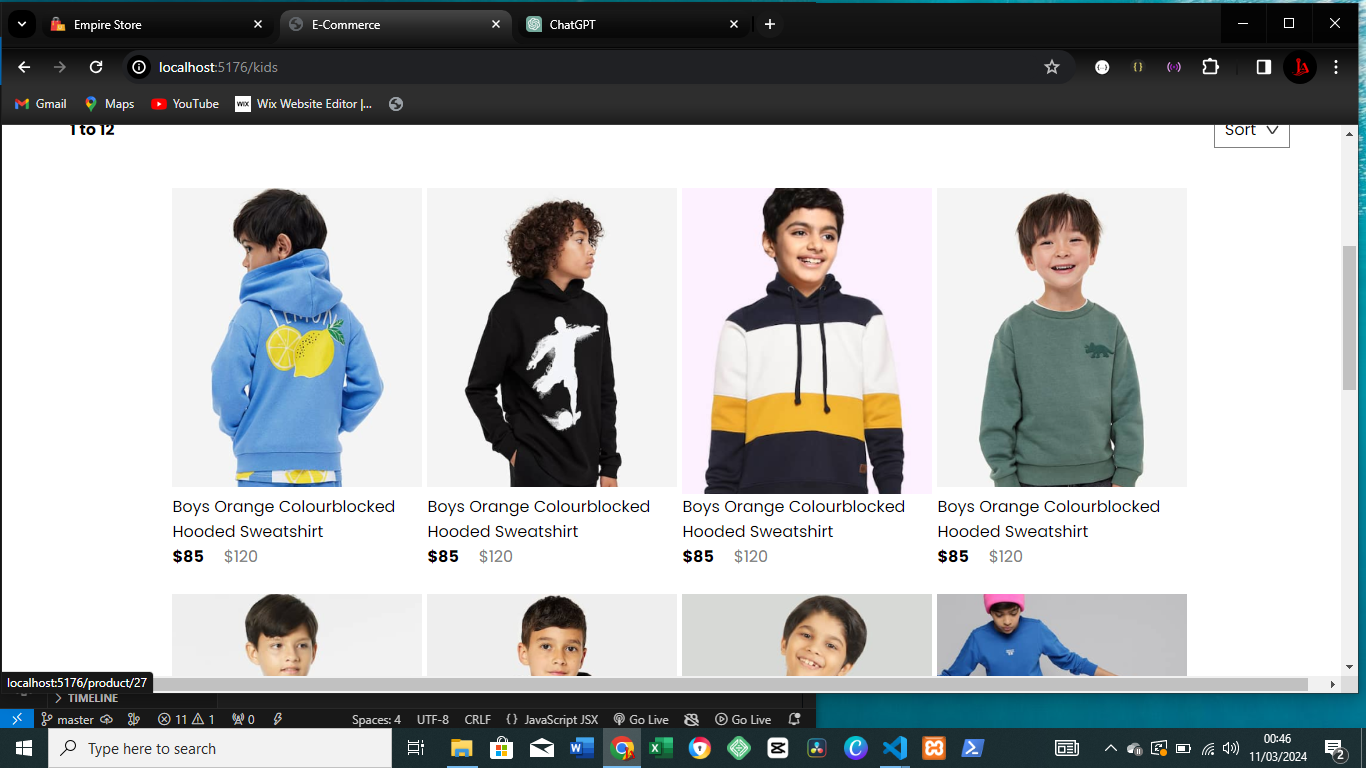 Empire Store
E-Commerce
ChatGPT
localhost:5176/kids
Gmail
Maps
YouTube
WIX
Wix Website Editor |...
1 to 12
Sort
LEMON
Boys Orange Colourblocked
Hooded Sweatshirt
$85 $120
Boys Orange Colourblocked
Hooded Sweatshirt
$85 $120
Boys Orange Colourblocked
Hooded Sweatshirt
$85 $120
Boys Orange Colourblocked
Hooded Sweatshirt
$85 $120
localhost:5176/product/27
TIMELINE
master
11
1
0
Spaces: 4
UTF-8
CRLF
JavaScript JSX
Go Live
Go Live
Type here to search
00:46
11/03/2024
2